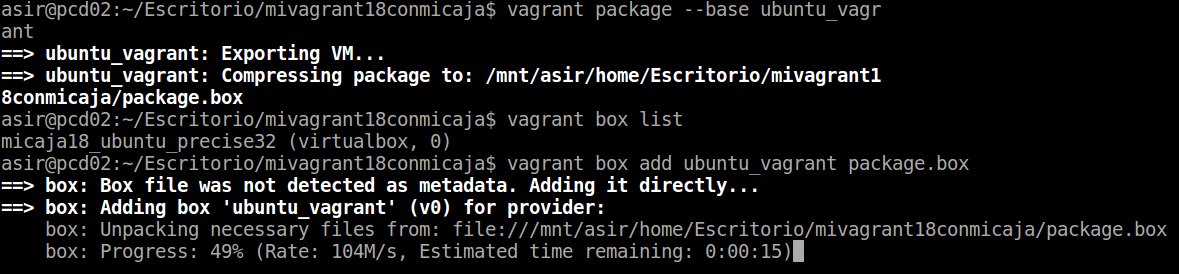 asir@pcd02:~/Escritorio/mivagrant18conmicaja$ vagrant package --base ubuntu_vagr
ant
==> ubuntu_vagrant: Exporting VM...
==> ubuntu_vagrant: Compressing package to: /mnt/asir/home/Escritorio/mivagrant1
8conmicaja/package.box
asir@pcd02:~/Escritorio/mivagrant18conmicaja$ vagrant box list
micaja18_ubuntu_precise32 (virtualbox, 0)
asir@pcd02:~/Escritorio/mivagrant18conmicaja$ vagrant box add ubuntu_vagrant package.box
==> box: Box file was not detected as metadata. Adding it directly...
==> box: Adding box 'ubuntu_vagrant' (v0) for provider:
    box: Unpacking necessary files from: file:///mnt/asir/home/Escritorio/mivagrant18conmicaja/package.box
    box: Progress: 49% (Rate: 104M/s, Estimated time remaining: 0:00:15)